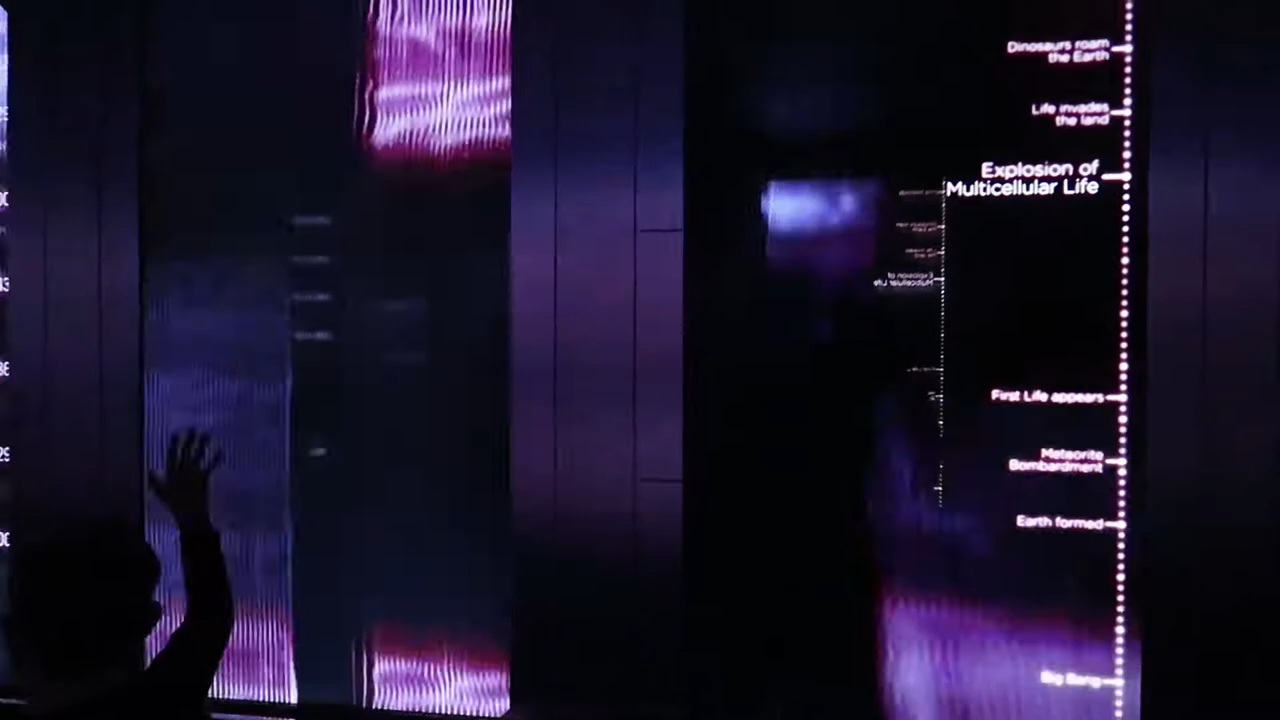 Dinosaurs roam
the Earth
Life invades
the land
Explosion of
Multicellular Life
First Life appears
Meteorite
Bombardment
Earth formed
Big Bang